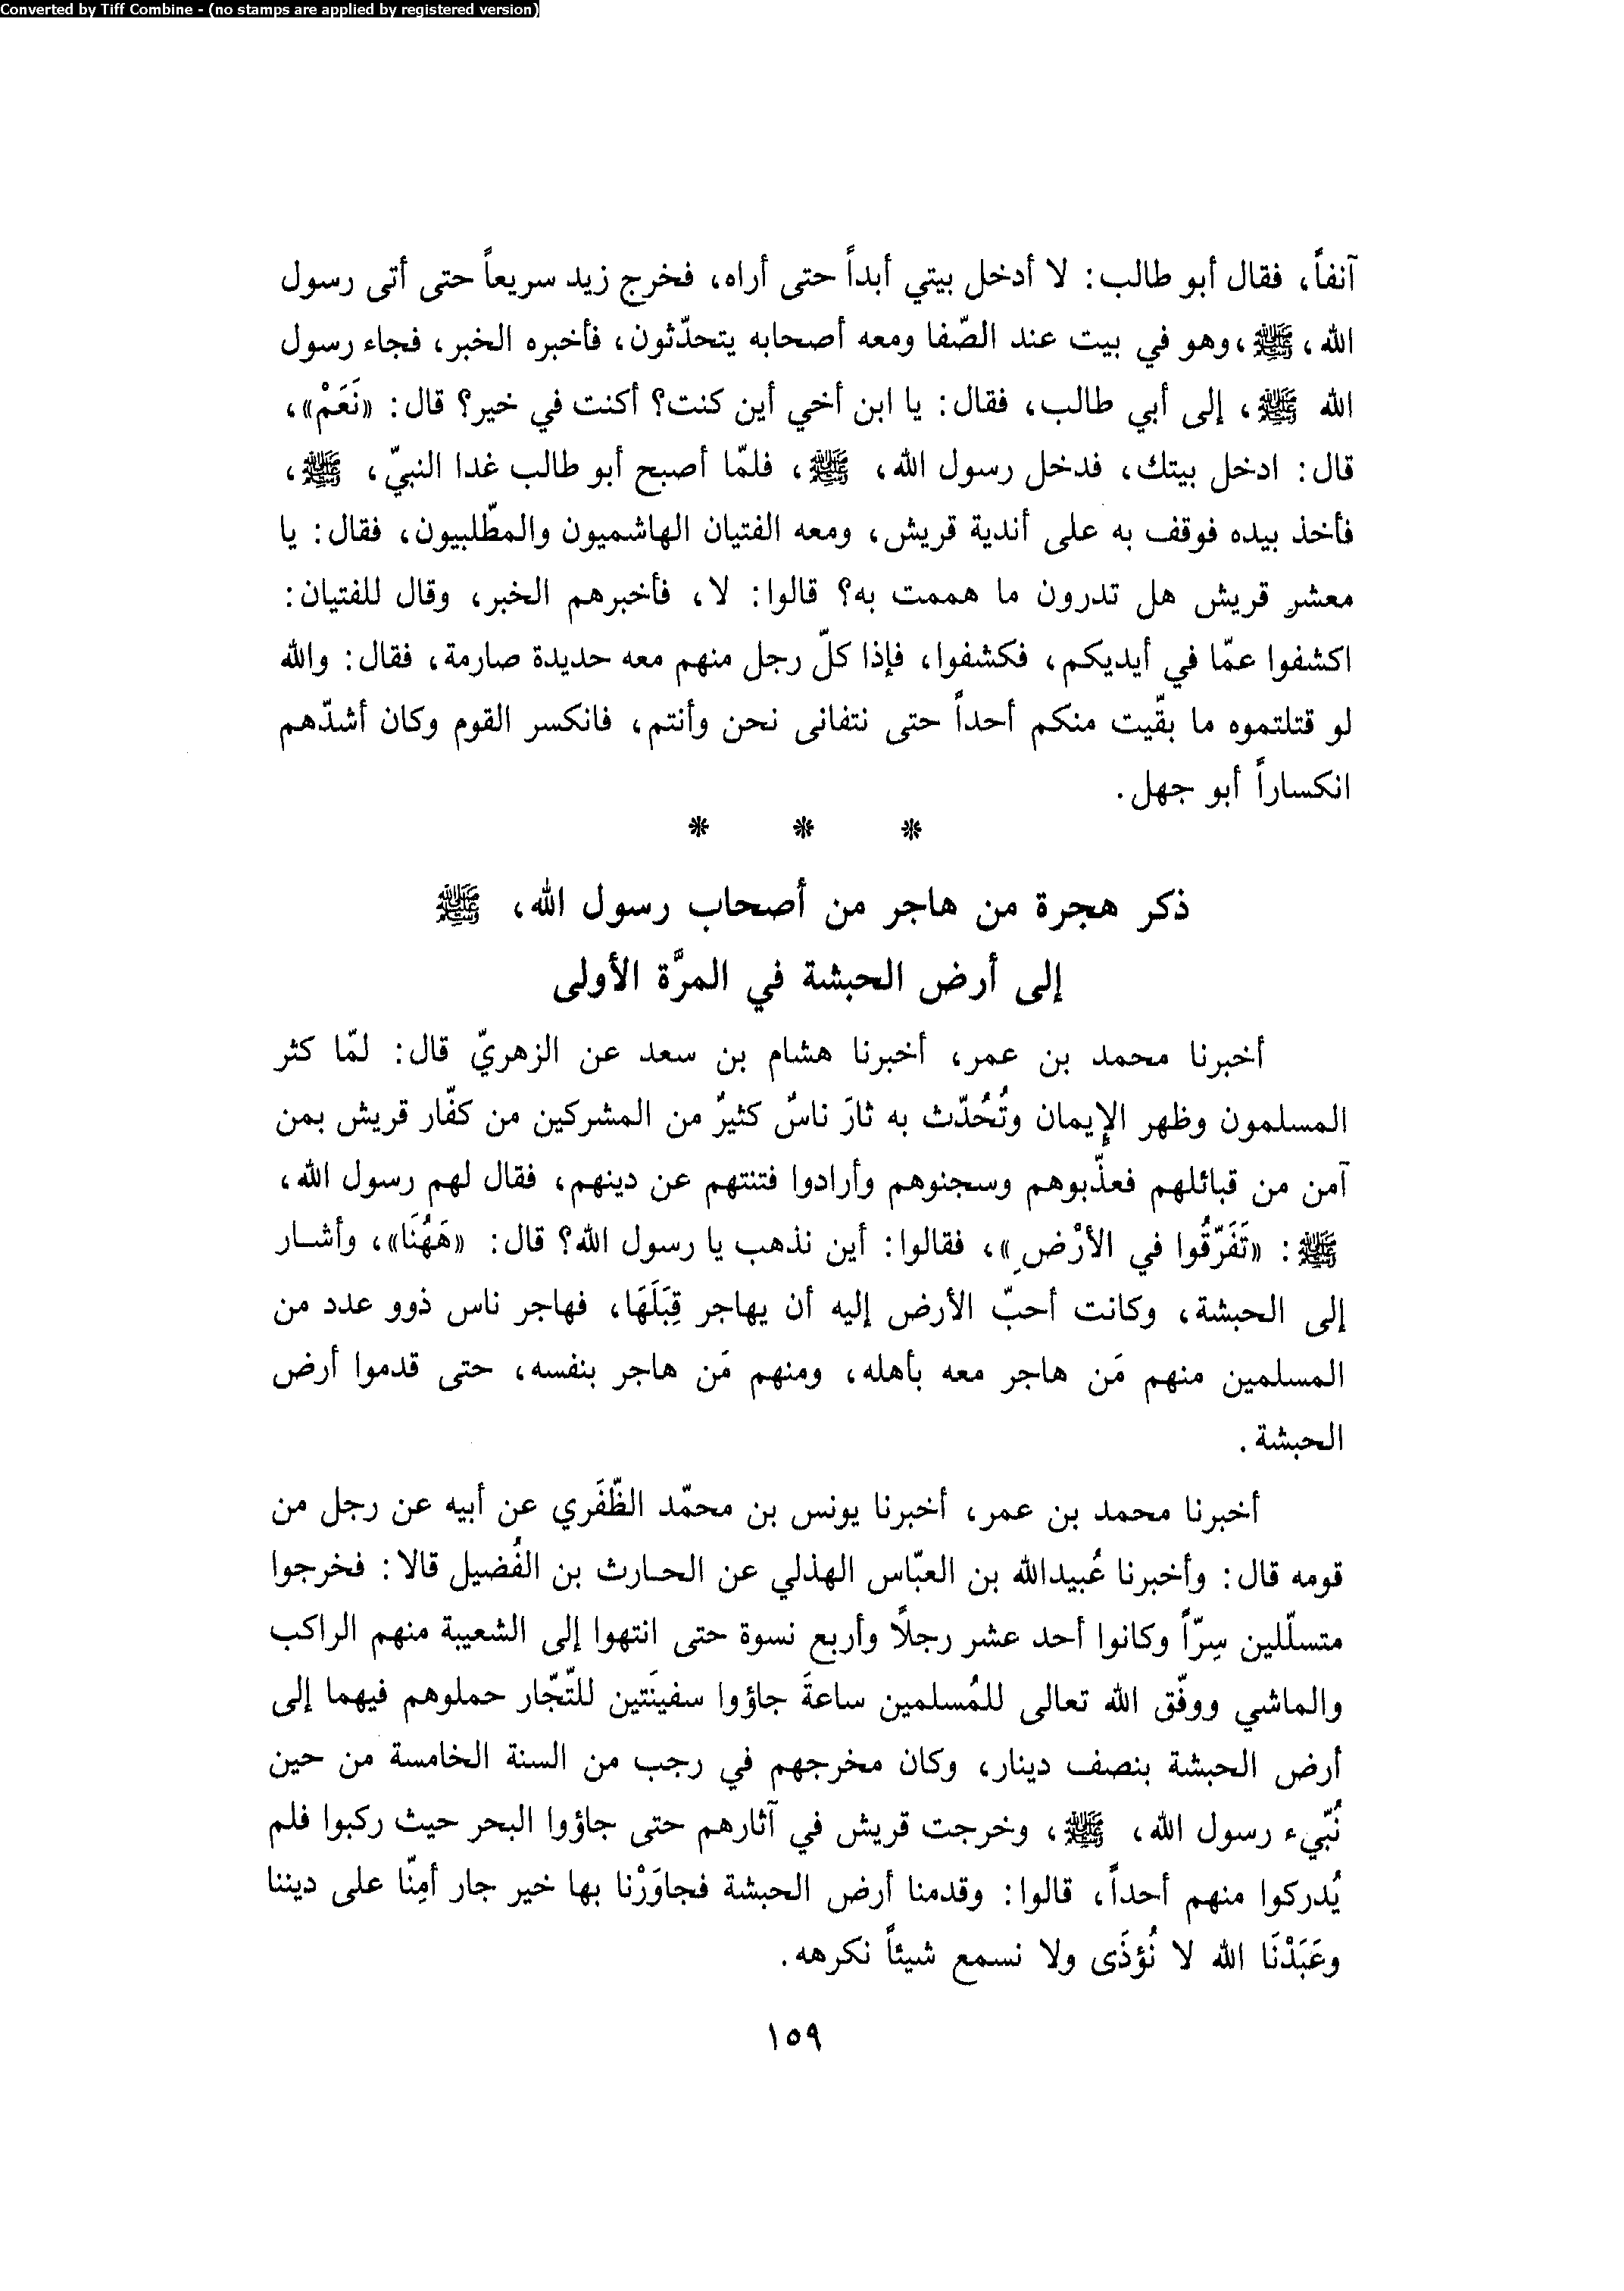 Converted by Tiff Combine - (no stamps are applied by registered version)
آنفاً، فقال أبو طالب: لا أدخل بيتي أبداً حتى أراه، فخرج زيد سريعاً حتى أتى رسول
الله، ﷺ، وهو في بيت عند الصّفا ومعه أصحابه يتحدّثون، فأخبره الخبر، فجاء رسول
الله ﷺ، إلى أبي طالب، فقال: يا ابن أخي أين كنت؟ أكنت في خير؟ قال: «نَعَمْ»،
قال: ادخل بيتك، فدخل رسول الله، ﷺ، فلمّا أصبح أبو طالب غدا النبيّ، ﷺ،
فأخذ بيده فوقف به على أندية قريش، ومعه الفتيان الهاشميون والمطّلبيون، فقال: يا
معشر قريش هل تدرون ما هممت به؟ قالوا: لا، فأخبرهم الخبر، وقال للفتيان:
اكشفوا عمّا في أيديكم، فكشفوا، فإذا كلّ رجل منهم معه حديدة صارمة، فقال: والله
لو قتلتموه ما بقّيت منكم أحداً حتى نتفانى نحن وأنتم، فانكسر القوم وكان أشدّهم
انكساراً أبو جهل.
* * *
ذكر هجرة من هاجر من أصحاب رسول الله، ﷺ
إلى أرض الحبشة في المرَّة الأولى
أخبرنا محمد بن عمر، أخبرنا هشام بن سعد عن الزهريّ قال: لمّا كثر
المسلمون وظهر الإيمان وتُحُدّث به ثارَ ناسٌ كثيرٌ من المشركين من كفّار قريش بمن
آمن من قبائلهم فعذّبوهم وسجنوهم وأرادوا فتنتهم عن دينهم، فقال لهم رسول الله،
ﷺ: «تَفَرّقُوا في الأرْضِ»، فقالوا: أين نذهب يا رسول الله؟ قال: «هَهُنَا»، وأشار
إلى الحبشة، وكانت أحبّ الأرض إليه أن يهاجر قِبَلَهَا، فهاجر ناس ذوو عدد من
المسلمين منهم مَن هاجر معه بأهله، ومنهم مَن هاجر بنفسه، حتى قدموا أرض
الحبشة.
أخبرنا محمد بن عمر، أخبرنا يونس بن محمّد الظّفَري عن أبيه عن رجل من
قومه قال: وأخبرنا عُبيدالله بن العبّاس الهذلي عن الحارث بن الفُضيل قالا: فخرجوا
متسلّلين سِرّاً وكانوا أحد عشر رجلًا وأربع نسوة حتى انتهوا إلى الشعيبة منهم الراكب
والماشي ووفّق الله تعالى للمُسلمين ساعةَ جاؤوا سفينَتين للتّجّار حملوهم فيهما إلى
أرض الحبشة بنصف دينار، وكان مخرجهم في رجب من السنة الخامسة من حين
نُبّيء رسول الله، ﷺ، وخرجت قريش في آثارهم حتى جاؤوا البحر حيث ركبوا فلم
يُدركوا منهم أحداً، قالوا: وقدمنا أرض الحبشة فجاوَرْنا بها خير جار أمِنّا على ديننا
وعَبَدْنَا الله لا نُؤذَى ولا نسمع شيئاً نكرهه.
١٥٩